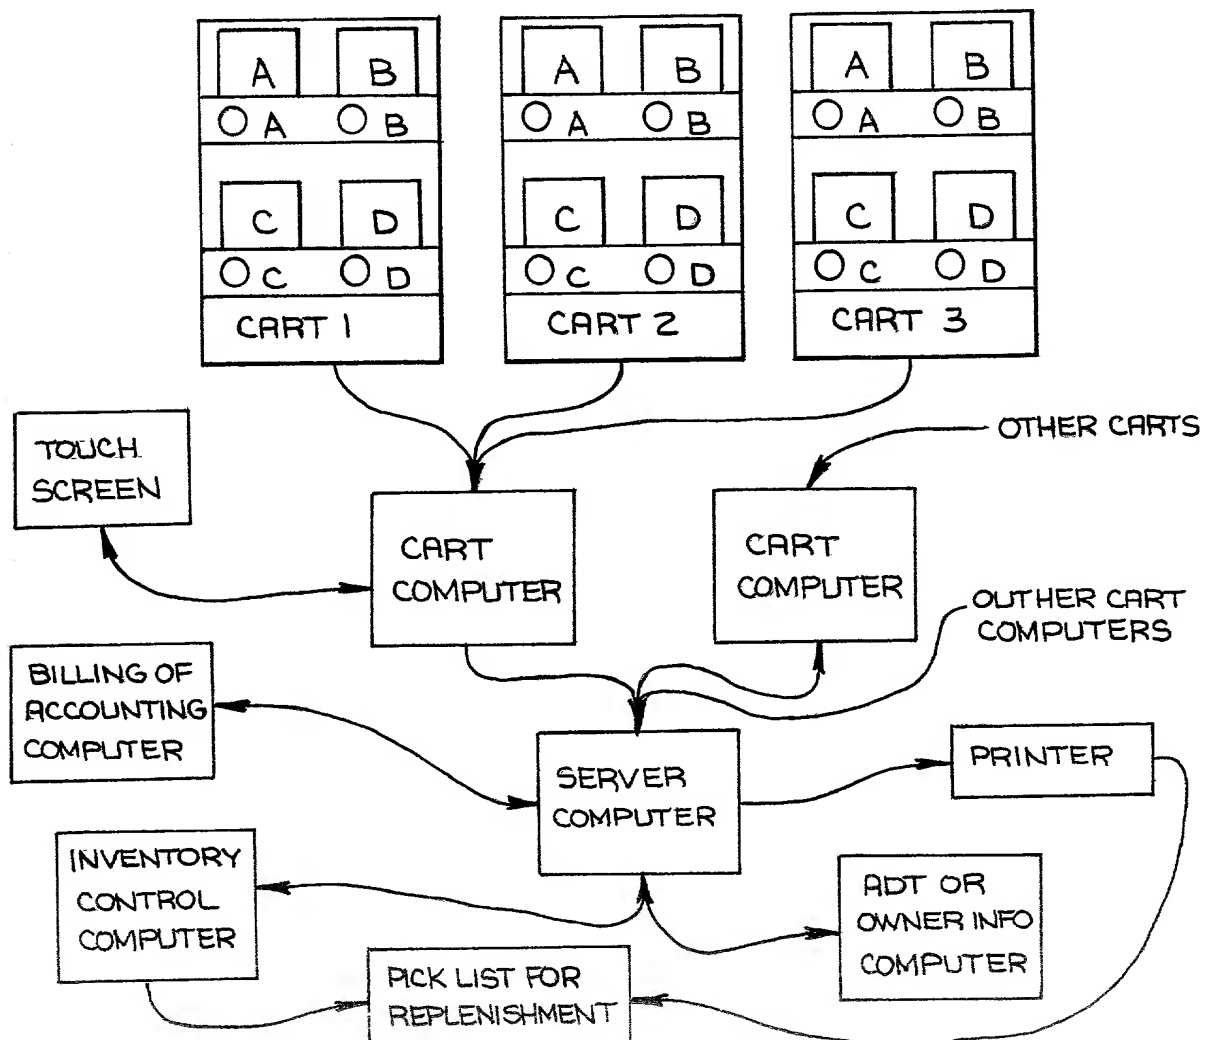 A B
A B
C D
C D
CART 1
A B
A B
C D
C D
CART 2
A B
A B
C D
C D
CART 3
OTHER CARTS
TOUCH
SCREEN
CART
COMPUTER
CART
COMPUTER
OUTHER CART
COMPUTERS
BILLING OF
ACCOUNTING
COMPUTER
SERVER
COMPUTER
PRINTER
INVENTORY
CONTROL
COMPUTER
ADT OR
OWNER INFO
COMPUTER
PICK LIST FOR
REPLENISHMENT